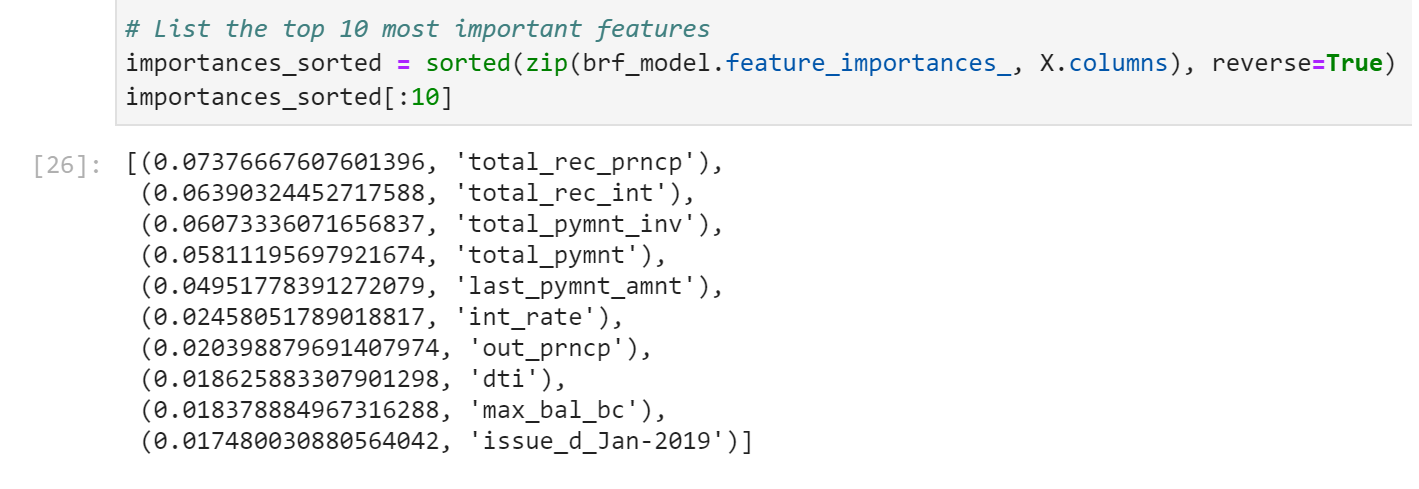 # List the top 10 most important features
importances_sorted = sorted(zip(brf_model.feature_importances_, X.columns), reverse=True)
importances_sorted[:10]
[26]: [(0.07376667607601396, 'total_rec_prncp'),
(0.06390324452717588, 'total_rec_int'),
(0.06073336071656837, 'total_pymnt_inv'),
(0.05811195697921674, 'total_pymnt'),
(0.04951778391272079, 'last_pymnt_amnt'),
(0.02458051789018817, 'int_rate'),
(0.020398879691407974, 'out_prncp'),
(0.018625883307901298, 'dti'),
(0.018378884967316288, 'max_bal_bc'),
(0.017480030880564042, 'issue_d_Jan-2019')]